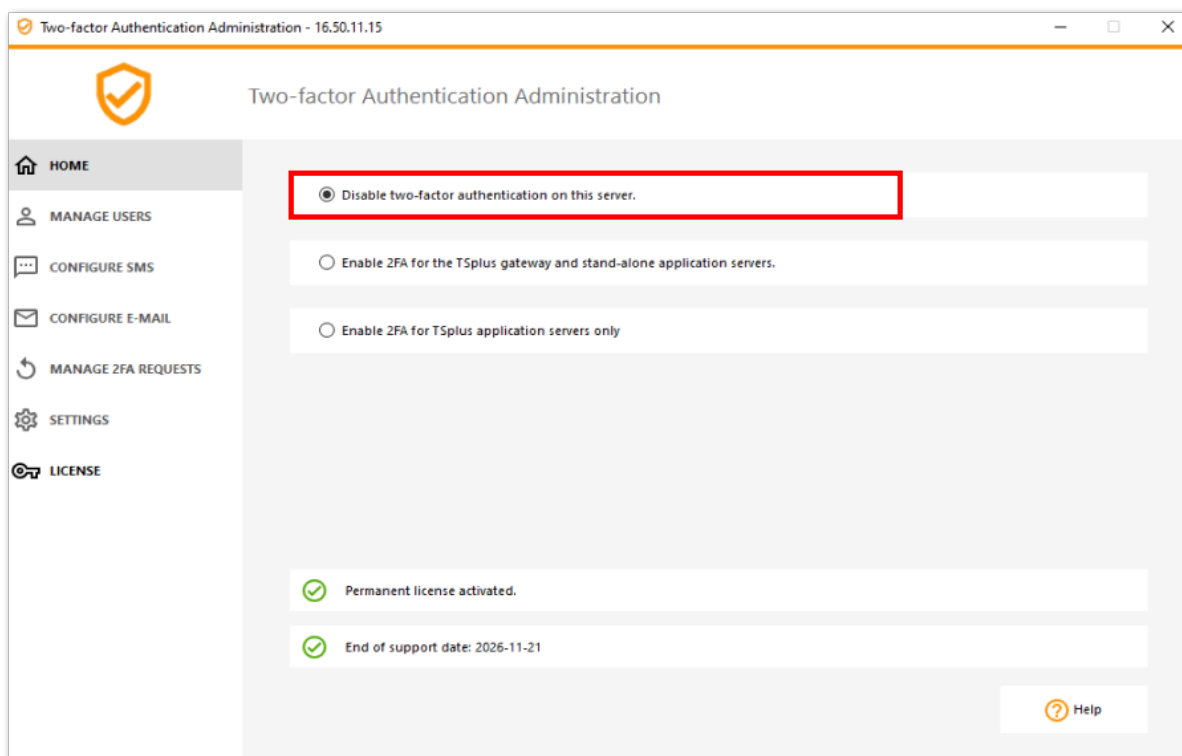 Two-factor Authentication Administration - 16.50.11.15
Two-factor Authentication Administration
HOME
MANAGE USERS
CONFIGURE SMS
CONFIGURE E-MAIL
MANAGE 2FA REQUESTS
SETTINGS
LICENSE
Disable two-factor authentication on this server.
Enable 2FA for the TSplus gateway and stand-alone application servers.
Enable 2FA for TSplus application servers only
Permanent license activated.
End of support date: 2026-11-21
Help